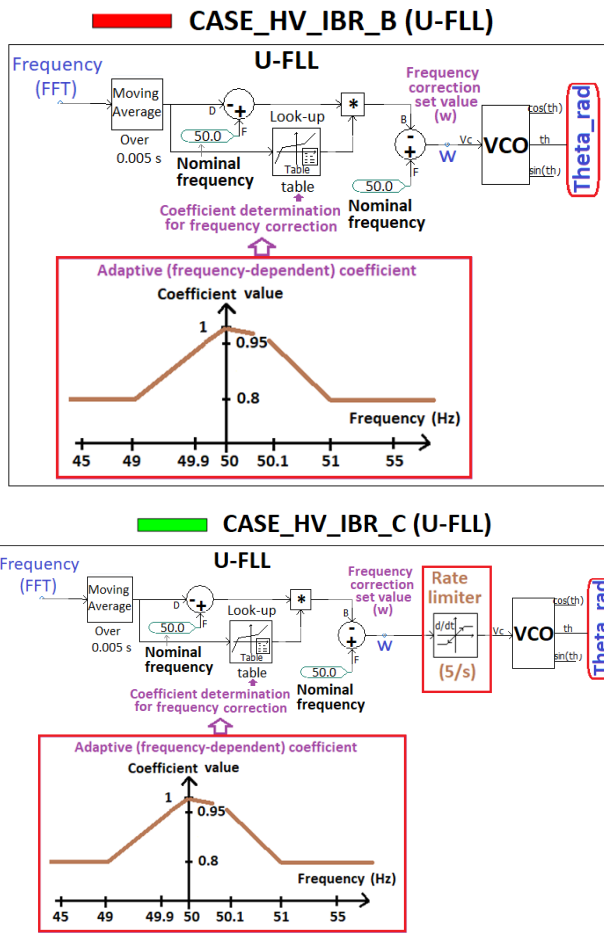 CASE_HV_IBR_B (U-FLL)
U-FLL
Frequency
(FFT)
Moving
Average
Over
0.005 s
D
-
+
F
50.0
Nominal
frequency
Look-up
Table
table
*
Frequency
correction
set value
(w)
B
-
+
F
50.0
Nominal
frequency
W
Vc
VCO
cos(th)
th
sin(th)
Theta_rad
Coefficient determination
for frequency correction
Adaptive (frequency-dependent) coefficient
Coefficient value
1
0.95
0.8
Frequency (Hz)
45 49 49.9 50 50.1 51 55
CASE_HV_IBR_C (U-FLL)
U-FLL
Frequency
(FFT)
Moving
Average
Over
0.005 s
D
-
+
F
50.0
Nominal
frequency
Look-up
Table
table
*
Frequency
correction
set value
(w)
B
-
+
F
50.0
Nominal
frequency
W
Rate
limiter
d/dt
(5/s)
Vc
VCO
cos(th)
th
sin(th)
Theta_rad
Coefficient determination
for frequency correction
Adaptive (frequency-dependent) coefficient
Coefficient value
1
0.95
0.8
Frequency (Hz)
45 49 49.9 50 50.1 51 55